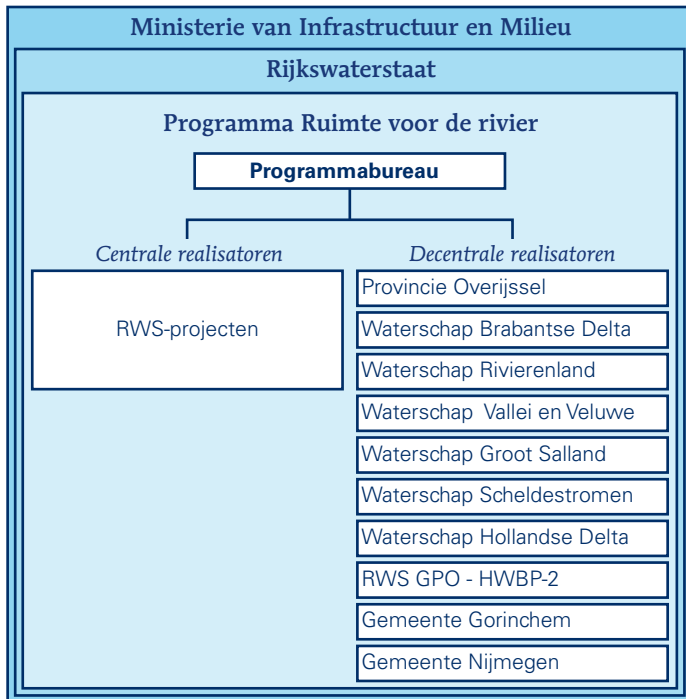 Ministerie van Infrastructuur en Milieu
Rijkswaterstaat
Programma Ruimte voor de rivier
Programmabureau
Centrale realisatoren
RWS-projecten
Decentrale realisatoren
Provincie Overijssel
Waterschap Brabantse Delta
Waterschap Rivierenland
Waterschap Vallei en Veluwe
Waterschap Groot Salland
Waterschap Scheldestromen
Waterschap Hollandse Delta
RWS GPO - HWBP-2
Gemeente Gorinchem
Gemeente Nijmegen